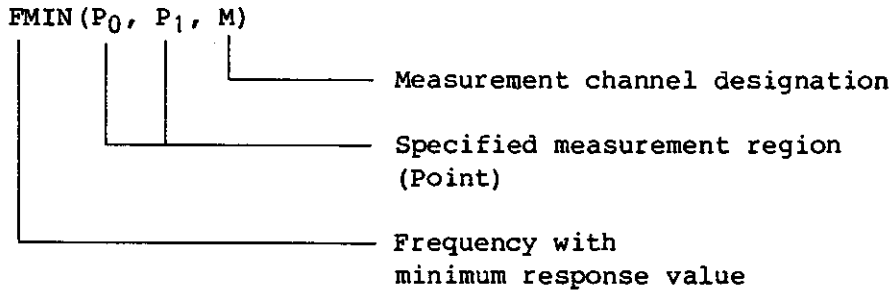 FMIN(P0, P1, M)
Measurement channel designation
Specified measurement region
(Point)
Frequency with
minimum response value